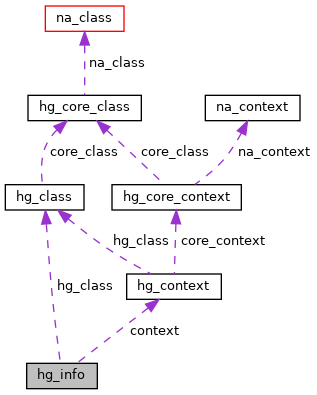 na_class
na_class
hg_core_class
na_context
core_class
core_class
na_context
hg_class
hg_core_context
hg_class
core_context
hg_class
hg_context
context
hg_info